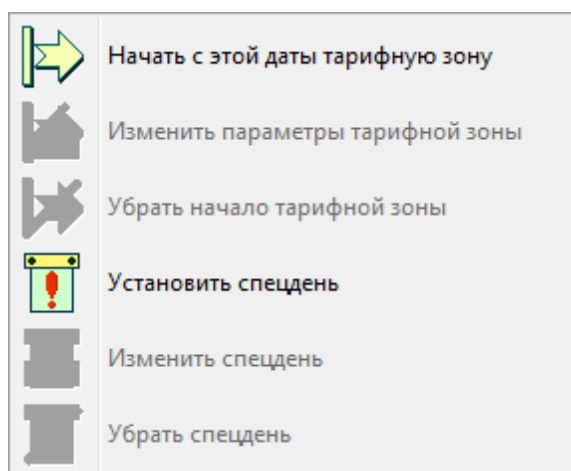 Начать с этой даты тарифную зону
Изменить параметры тарифной зоны
Убрать начало тарифной зоны
Установить спецдень
Изменить спецдень
Убрать спецдень